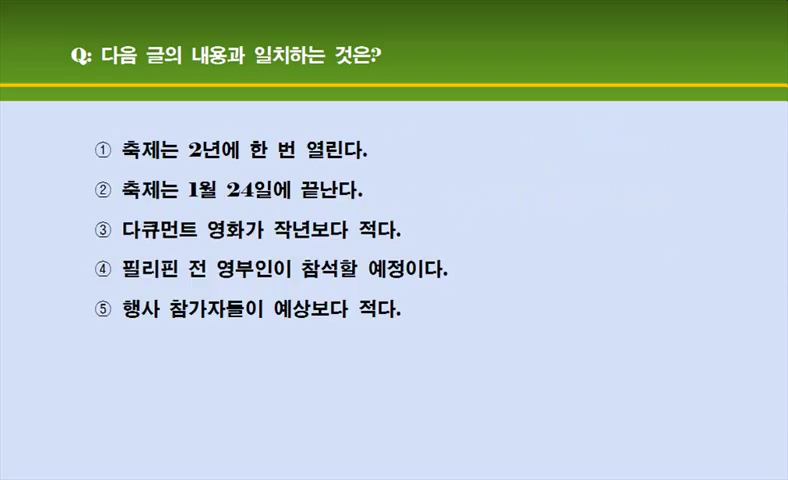 Q: 다음 글의 내용과 일치하는 것은?
① 축제는 2년에 한 번 열린다.
② 축제는 1월 24일에 끝난다.
③ 다큐먼트 영화가 작년보다 적다.
④ 필리핀 전 영부인이 참석할 예정이다.
⑤ 행사 참가자들이 예상보다 적다.